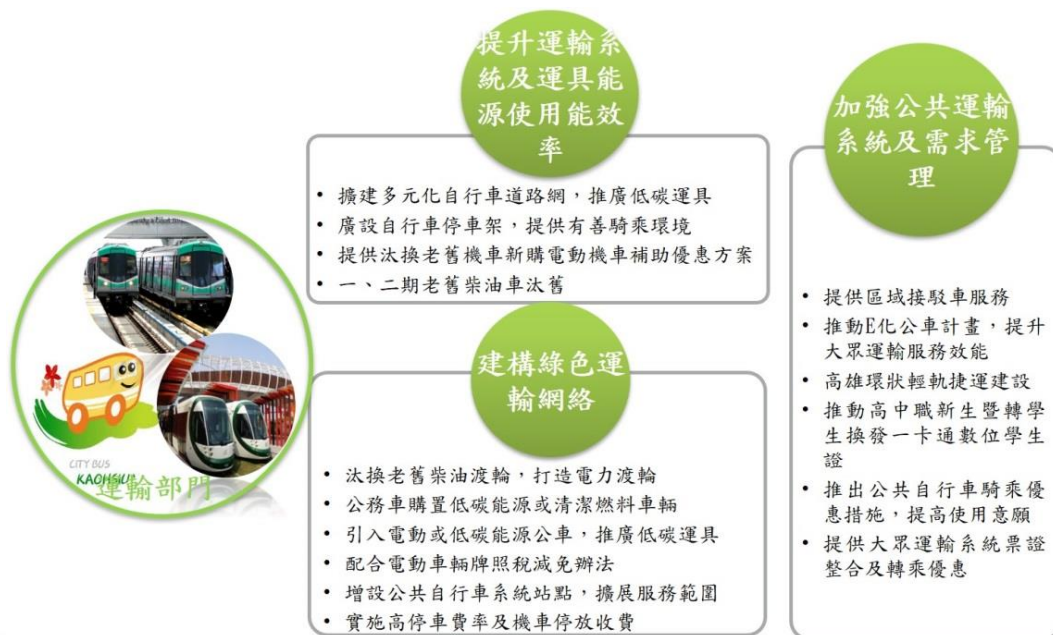 提升運輸系
統及運具能
源使用能效
率
• 擴建多元化自行車道路網，推廣低碳運具
• 廣設自行車停車架，提供有善騎乘環境
• 提供汰換老舊機車新購電動機車補助優惠方案
• 一、二期老舊柴油車汰舊
建構綠色運
輸網絡
• 汰換老舊柴油渡輪，打造電力渡輪
• 公務車購置低碳能源或清潔燃料車輛
• 引入電動或低碳能源公車，推廣低碳運具
• 配合電動車輛牌照稅減免辦法
• 增設公共自行車系統站點，擴展服務範圍
• 實施高停車費率及機車停放收費
加強公共運輸
系統及需求管
理
• 提供區域接駁車服務
• 推動E化公車計畫，提升
大眾運輸服務效能
• 高雄環狀輕軌捷運建設
• 推動高中職新生暨轉學
生換發一卡通數位學生
證
• 推出公共自行車騎乘優
惠措施，提高使用意願
• 提供大眾運輸系統票證
整合及轉乘優惠
CITY BUS
KAOHSIUNG
運輸部門